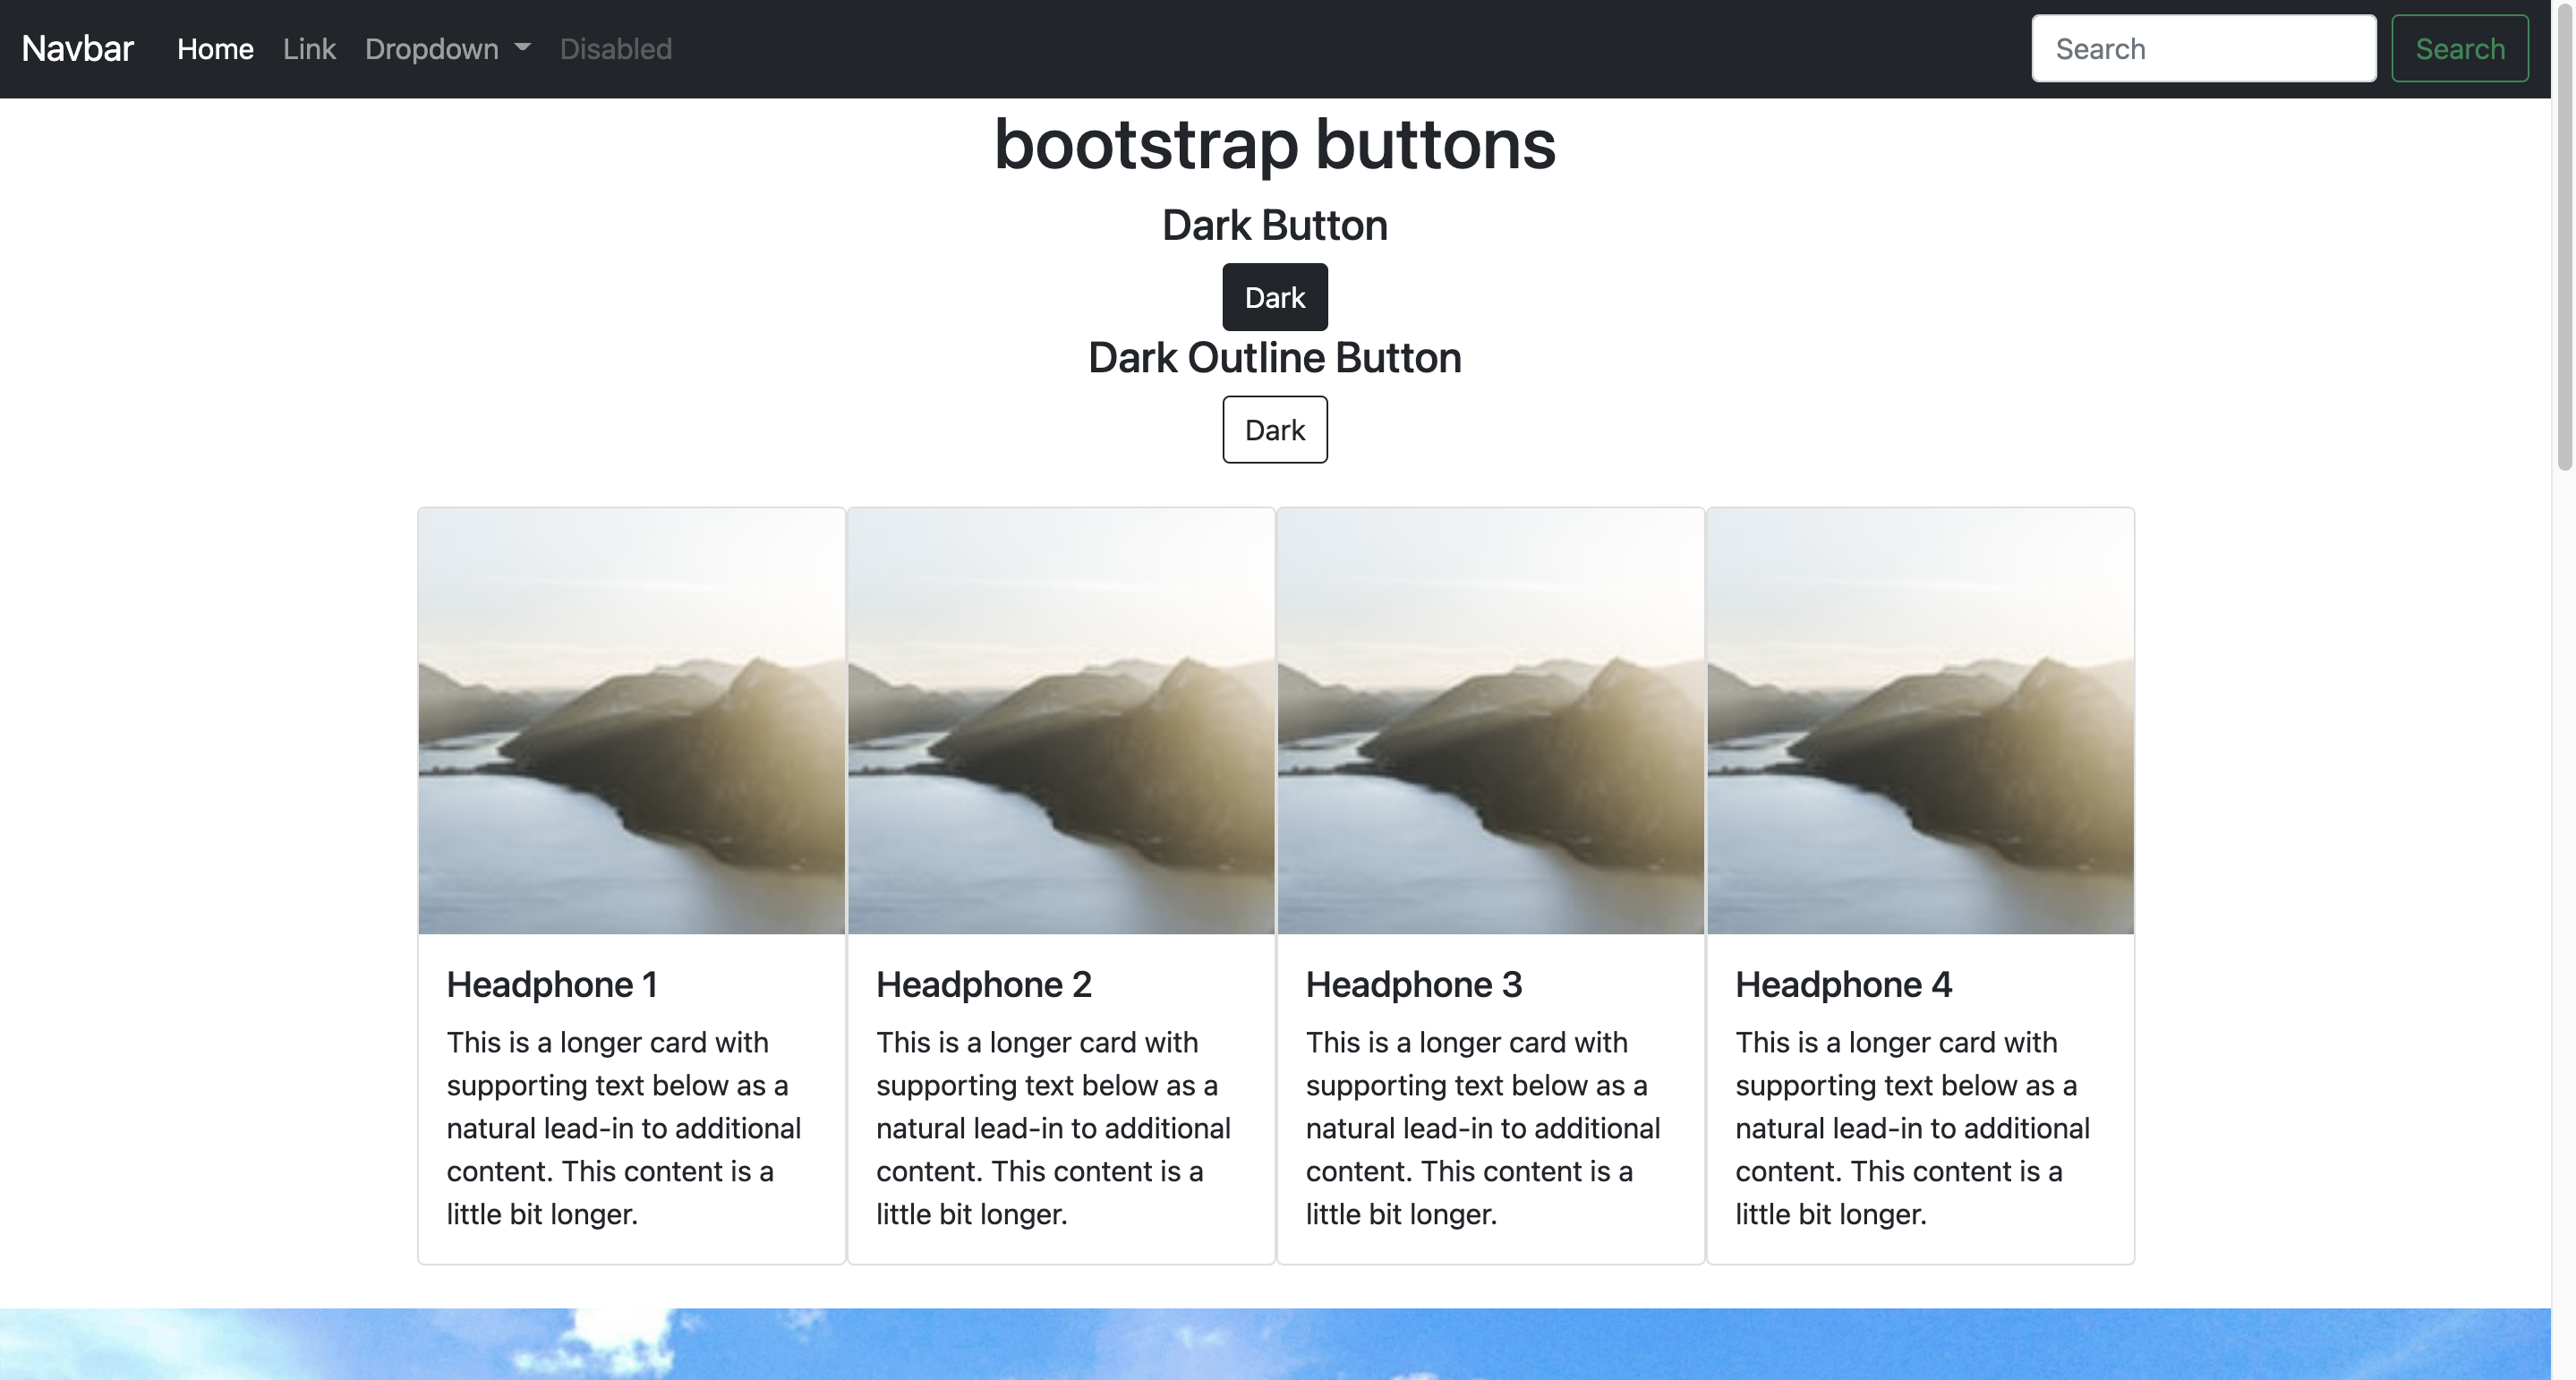 Navbar Home Link Dropdown Disabled Search Search
bootstrap buttons
Dark Button
Dark
Dark Outline Button
Dark
Headphone 1
This is a longer card with
supporting text below as a
natural lead-in to additional
content. This content is a
little bit longer.
Headphone 2
This is a longer card with
supporting text below as a
natural lead-in to additional
content. This content is a
little bit longer.
Headphone 3
This is a longer card with
supporting text below as a
natural lead-in to additional
content. This content is a
little bit longer.
Headphone 4
This is a longer card with
supporting text below as a
natural lead-in to additional
content. This content is a
little bit longer.